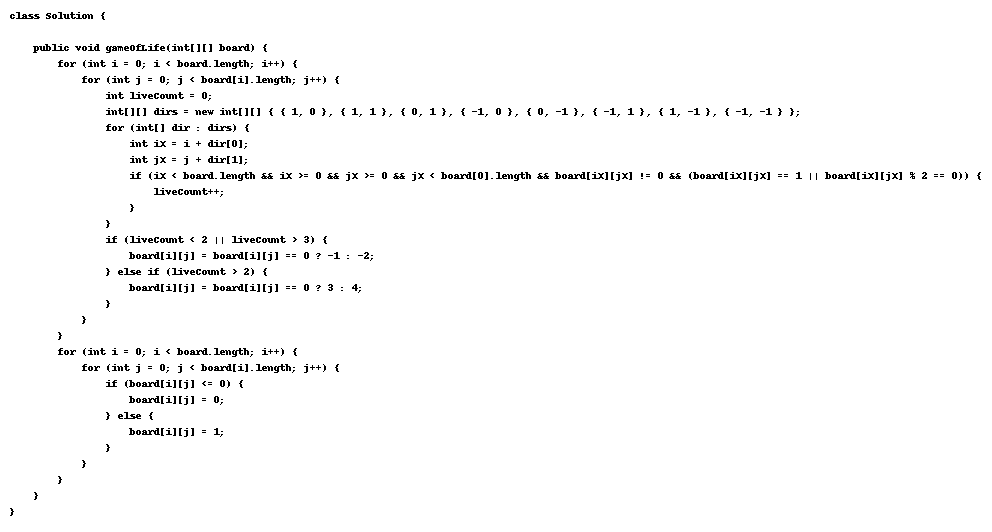 class Solution {
    public void gameOfLife(int[][] board) {
        for (int i = 0; i < board.length; i++) {
            for (int j = 0; j < board[i].length; j++) {
                int liveCount = 0;
                int[][] dirs = new int[][] { { 1, 0 }, { 1, 1 }, { 0, 1 }, { -1, 0 }, { 0, -1 }, { -1, 1 }, { 1, -1 }, { -1, -1 } };
                for (int[] dir : dirs) {
                    int iX = i + dir[0];
                    int jX = j + dir[1];
                    if (iX < board.length && iX >= 0 && jX >= 0 && jX < board[0].length && board[iX][jX] != 0 && (board[iX][jX] == 1 || board[iX][jX] % 2 == 0)) {
                        liveCount++;
                    }
                }
                if (liveCount < 2 || liveCount > 3) {
                    board[i][j] = board[i][j] == 0 ? -1 : -2;
                } else if (liveCount > 2) {
                    board[i][j] = board[i][j] == 0 ? 3 : 4;
                }
            }
        }
        for (int i = 0; i < board.length; i++) {
            for (int j = 0; j < board[i].length; j++) {
                if (board[i][j] <= 0) {
                    board[i][j] = 0;
                } else {
                    board[i][j] = 1;
                }
            }
        }
    }
}